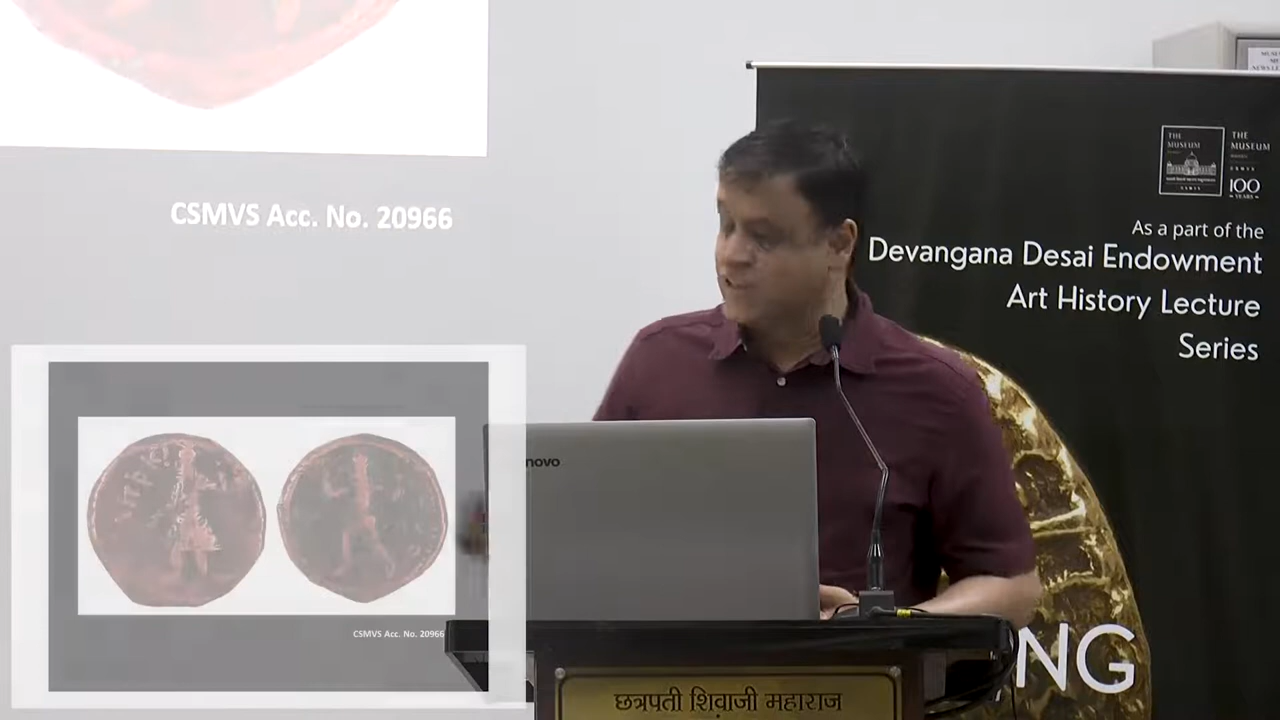 CSMVS Acc. No. 20966
CSMVS Acc. No. 20966
THE
MUSEUM
THE
MUSEUM
100
YEARS
As a part of the
Devangana Desai Endowment
Art History Lecture
Series
novo
NG
छत्रपती शिवाजी महाराज